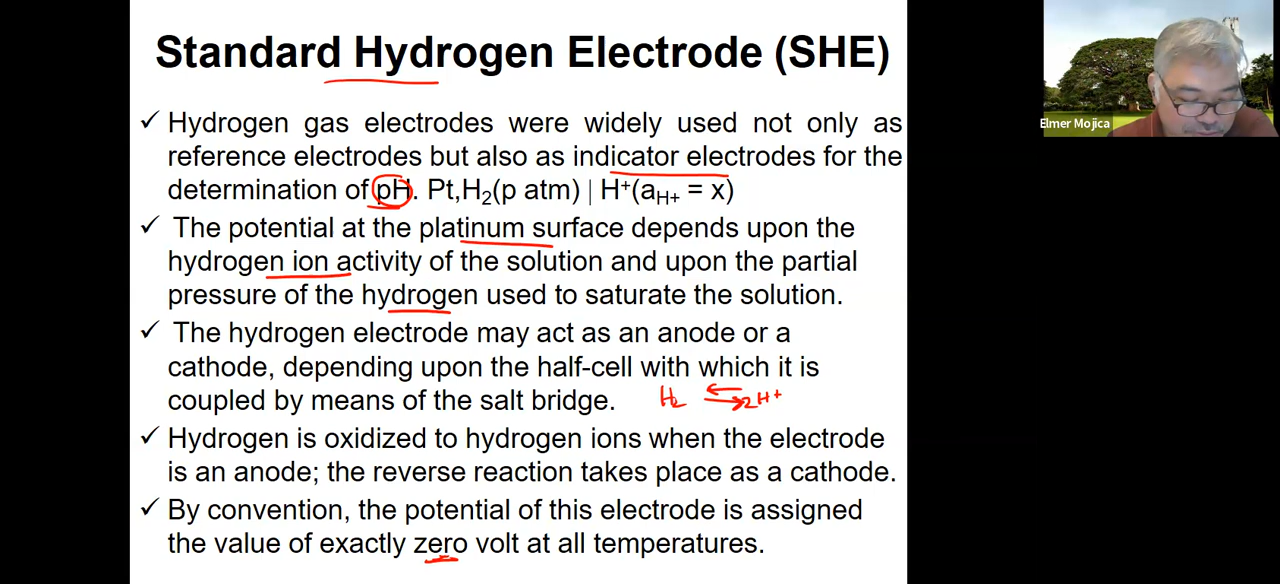 Standard Hydrogen Electrode (SHE)
✓ Hydrogen gas electrodes were widely used not only as
reference electrodes but also as indicator electrodes for the
determination of pH. Pt,H₂(p atm) | H⁺(aH+ = x)
✓ The potential at the platinum surface depends upon the
hydrogen ion activity of the solution and upon the partial
pressure of the hydrogen used to saturate the solution.
✓ The hydrogen electrode may act as an anode or a
cathode, depending upon the half-cell with which it is
coupled by means of the salt bridge. H₂ ⇌ 2H⁺
✓ Hydrogen is oxidized to hydrogen ions when the electrode
is an anode; the reverse reaction takes place as a cathode.
✓ By convention, the potential of this electrode is assigned
the value of exactly zero volt at all temperatures.
Elmer Mojica